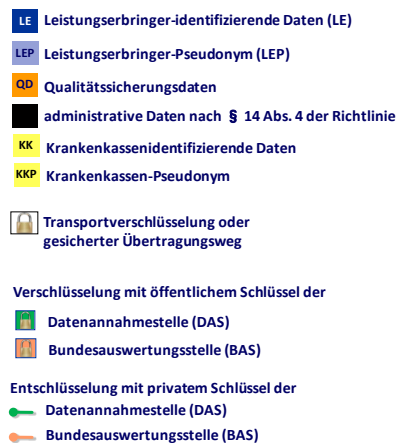 LE Leistungserbringer-identifizierende Daten (LE)
LEP Leistungserbringer-Pseudonym (LEP)
QD Qualitätssicherungsdaten
administrative Daten nach § 14 Abs. 4 der Richtlinie
KK Krankenkassenidentifizierende Daten
KKP Krankenkassen-Pseudonym
Transportverschlüsselung oder
gesicherter Übertragungsweg
Verschlüsselung mit öffentlichem Schlüssel der
Datenannahmestelle (DAS)
Bundesauswertungsstelle (BAS)
Entschlüsselung mit privatem Schlüssel der
Datenannahmestelle (DAS)
Bundesauswertungsstelle (BAS)